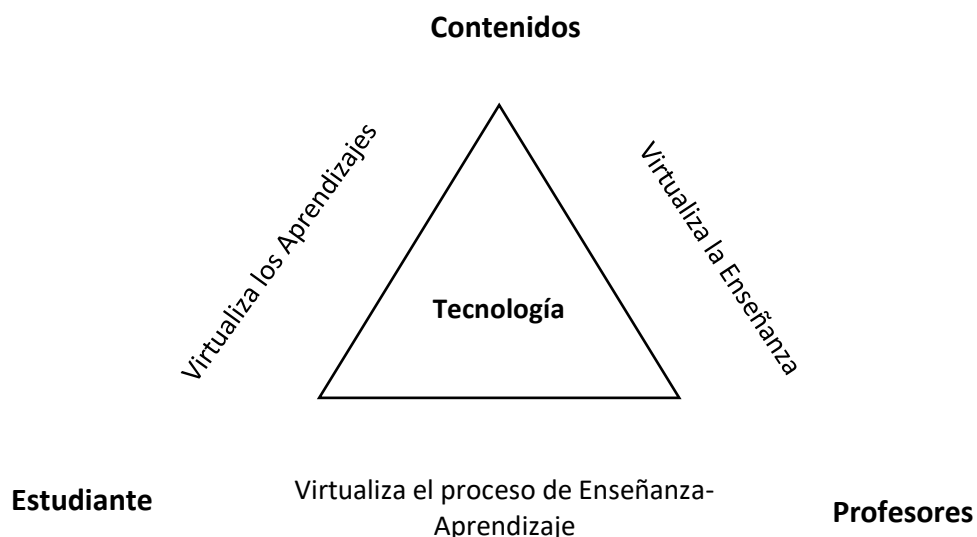 Contenidos
Virtualiza los Aprendizajes
Virtualiza la Enseñanza
Tecnología
Estudiante
Virtualiza el proceso de Enseñanza-
Aprendizaje
Profesores